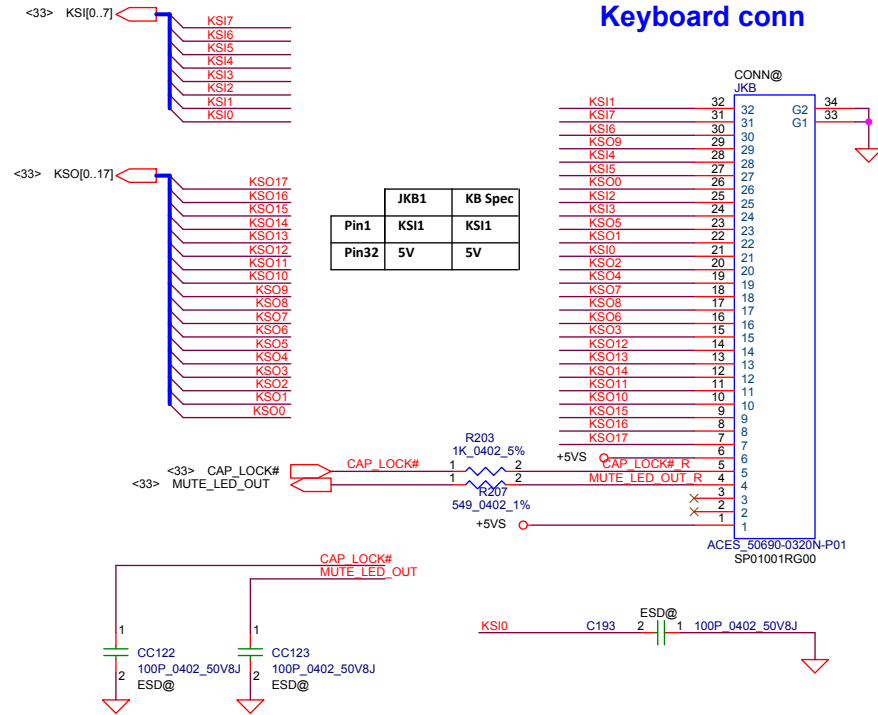 Keyboard conn
<33> KSI[0..7]
KSI7
KSI6
KSI5
KSI4
KSI3
KSI2
KSI1
KSI0
<33> KSO[0..17]
KSO17
KSO16
KSO15
KSO14
KSO13
KSO12
KSO11
KSO10
KSO9
KSO8
KSO7
KSO6
KSO5
KSO4
KSO3
KSO2
KSO1
KSO0
JKB1 KB Spec
Pin1 KSI1 KSI1
Pin32 5V 5V
CONN@
JKB
KSI1 32 32 G2 34
KSI7 31 31 G1 33
KSI6 30 30
KSO9 29 29
KSI4 28 28
KSI5 27 27
KSO0 26 26
KSI2 25 25
KSI3 24 24
KSO5 23 23
KSO1 22 22
KSI0 21 21
KSO2 20 20
KSO4 19 19
KSO7 18 18
KSO8 17 17
KSO6 16 16
KSO3 15 15
KSO12 14 14
KSO13 13 13
KSO14 12 12
KSO11 11 11
KSO10 10 10
KSO15 9 9
KSO16 8 8
KSO17 7 7
+5VS 6 6
R203
1K_0402_5%
<33> CAP_LOCK# CAP_LOCK# 1 2 CAP_LOCK#_R 5 5
<33> MUTE_LED_OUT 1 2 MUTE_LED_OUT_R 4 4
R207
549_0402_1%
3 3
2 2
+5VS 1 1
ACES_50690-0320N-P01
SP01001RG00
CAP_LOCK#
MUTE_LED_OUT
1 1
CC122 CC123
100P_0402_50V8J 100P_0402_50V8J
2 2
ESD@ ESD@
ESD@
KSI0 C193 2 1 100P_0402_50V8J